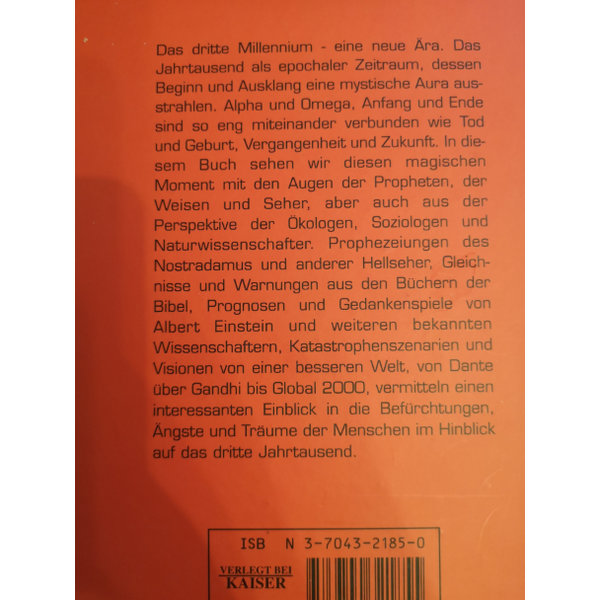 Das dritte Millennium - eine neue Ära. Das
Jahrtausend als epochaler Zeitraum, dessen
Beginn und Ausklang eine mystische Aura aus-
strahlen. Alpha und Omega, Anfang und Ende
sind so eng miteinander verbunden wie Tod
und Geburt, Vergangenheit und Zukunft. In die-
sem Buch sehen wir diesen magischen
Moment mit den Augen der Propheten, der
Weisen und Seher, aber auch aus der
Perspektive der Ökologen, Soziologen und
Naturwissenschafter. Prophezeiungen des
Nostradamus und anderer Hellseher, Gleich-
nisse und Warnungen aus den Büchern der
Bibel, Prognosen und Gedankenspiele von
Albert Einstein und weiteren bekannten
Wissenschaftern, Katastrophenszenarien und
Visionen von einer besseren Welt, von Dante
über Gandhi bis Global 2000, vermitteln einen
interessanten Einblick in die Befürchtungen,
Ängste und Träume der Menschen im Hinblick
auf das dritte Jahrtausend.
ISB N 3-7043-2185-0
VERLEGT BEI
KAISER